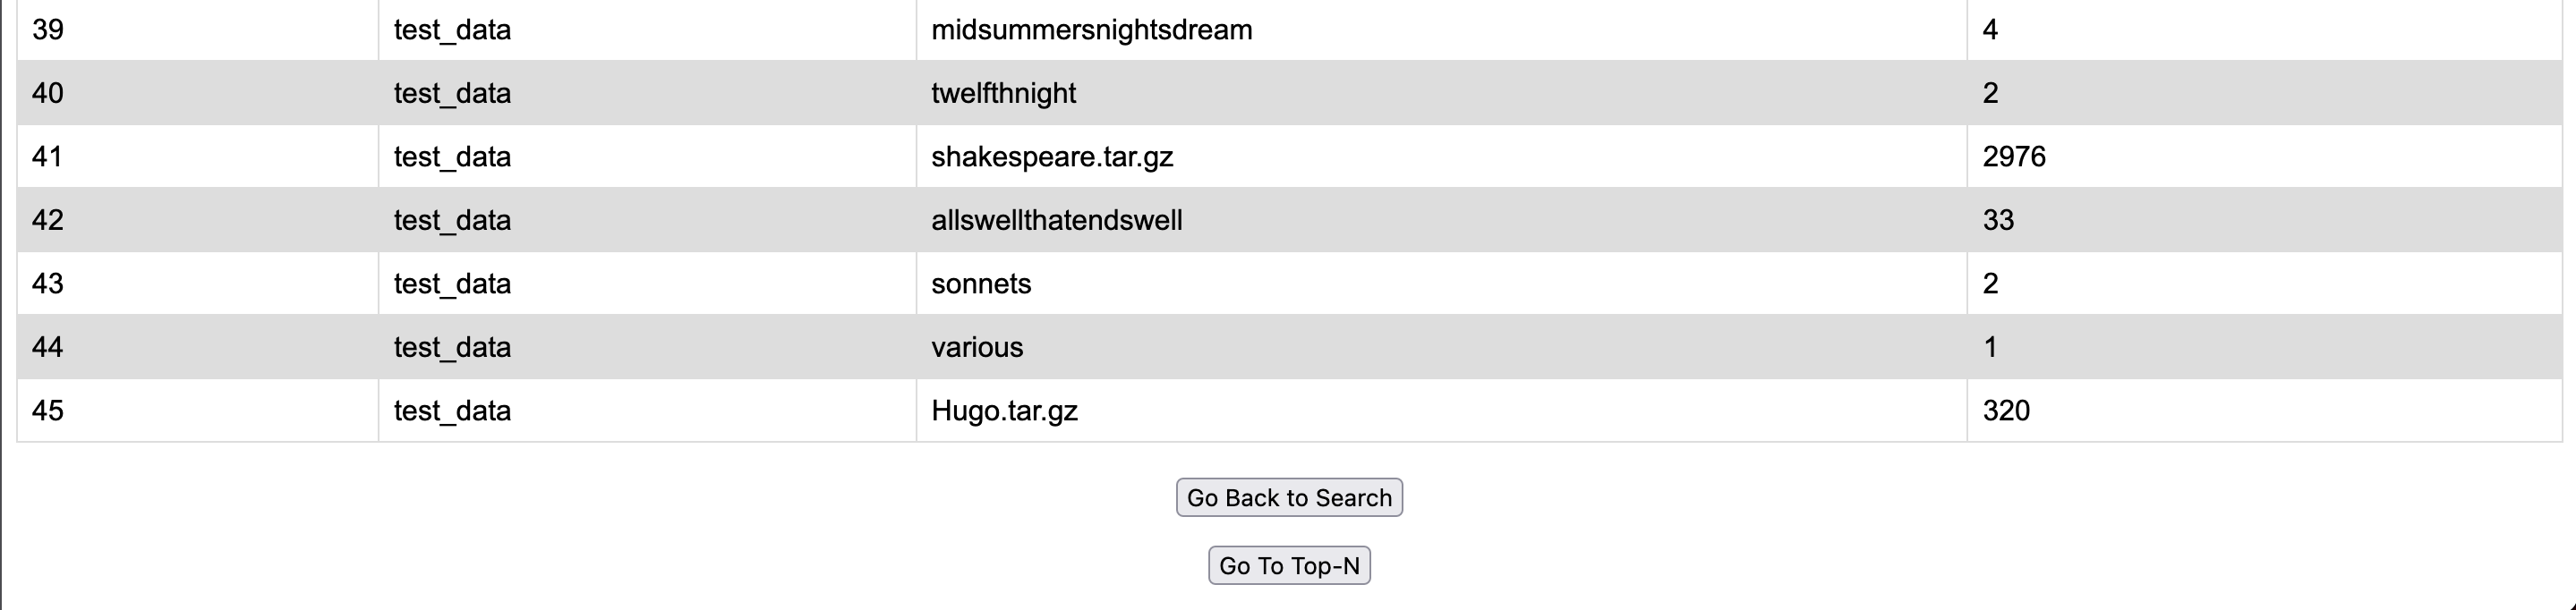 39 test_data midsummersnightsdream 4
40 test_data twelfthnight 2
41 test_data shakespeare.tar.gz 2976
42 test_data allswellthatendswell 33
43 test_data sonnets 2
44 test_data various 1
45 test_data Hugo.tar.gz 320
Go Back to Search
Go To Top-N